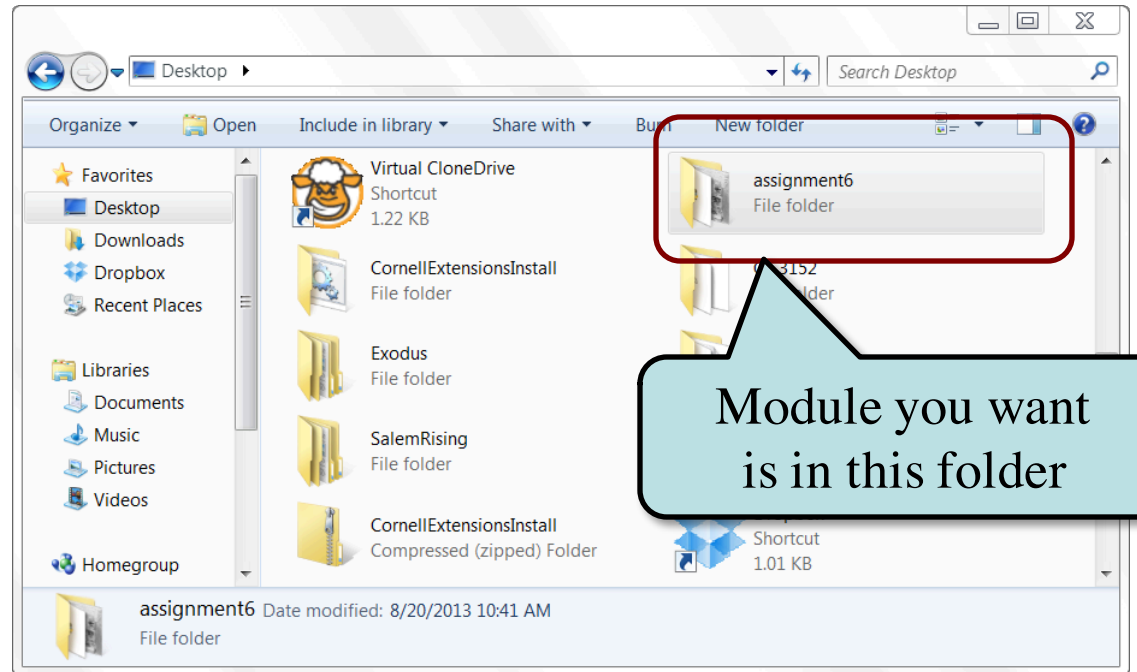 Desktop
Search Desktop
Organize
Open
Include in library
Share with
Burn
New folder
Favorites
Desktop
Downloads
Dropbox
Recent Places
Libraries
Documents
Music
Pictures
Videos
Homegroup
Virtual CloneDrive
Shortcut
1.22 KB
CornellExtensionsInstall
File folder
Exodus
File folder
SalemRising
File folder
CornellExtensionsInstall
Compressed (zipped) Folder
assignment6
File folder
Module you want
is in this folder
Shortcut
1.01 KB
assignment6 Date modified: 8/20/2013 10:41 AM
File folder